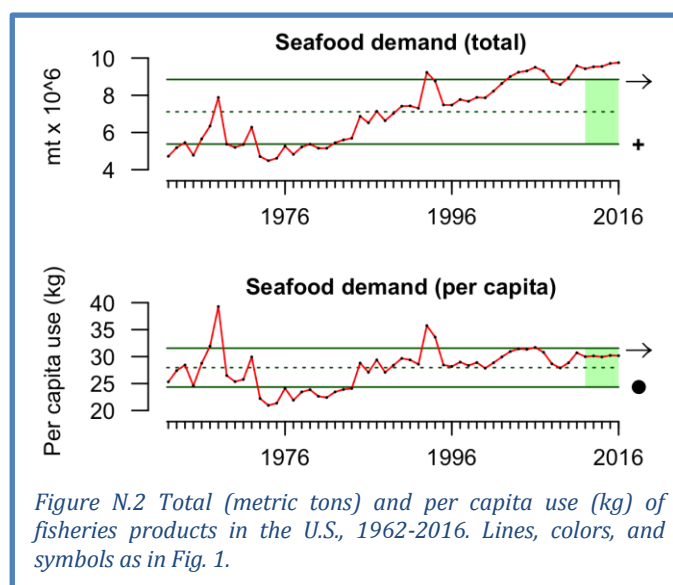 Seafood demand (total)
mt x 10^6
10
8
6
4
1976
1996
2016
Seafood demand (per capita)
Per capita use (kg)
40
35
30
25
20
1976
1996
2016
Figure N.2 Total (metric tons) and per capita use (kg) of
fisheries products in the U.S., 1962-2016. Lines, colors, and
symbols as in Fig. 1.